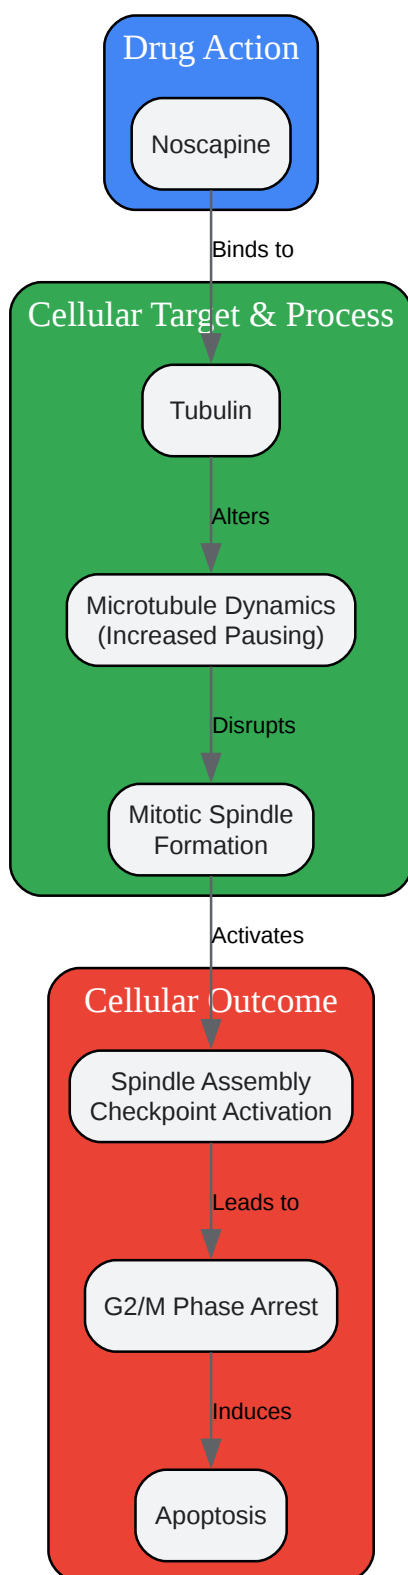 Drug Action
Noscapine
Binds to
Cellular Target & Process
Tubulin
Alters
Microtubule Dynamics
(Increased Pausing)
Disrupts
Mitotic Spindle
Formation
Activates
Cellular Outcome
Spindle Assembly
Checkpoint Activation
Leads to
G2/M Phase Arrest
Induces
Apoptosis